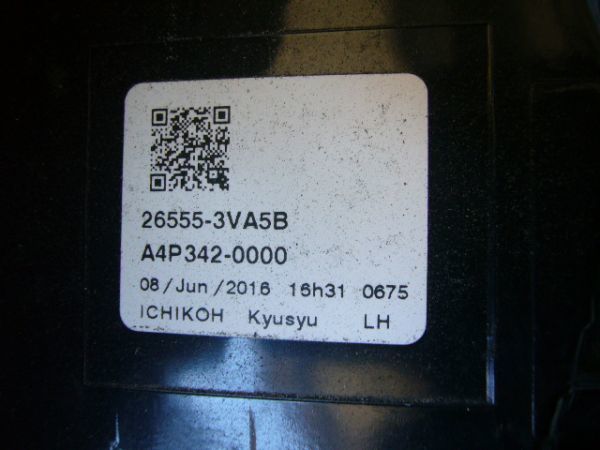 26555-3VA5B
A4P342-0000
08/Jun/2016 16h31 0675
ICHIKOH Kyusyu LH